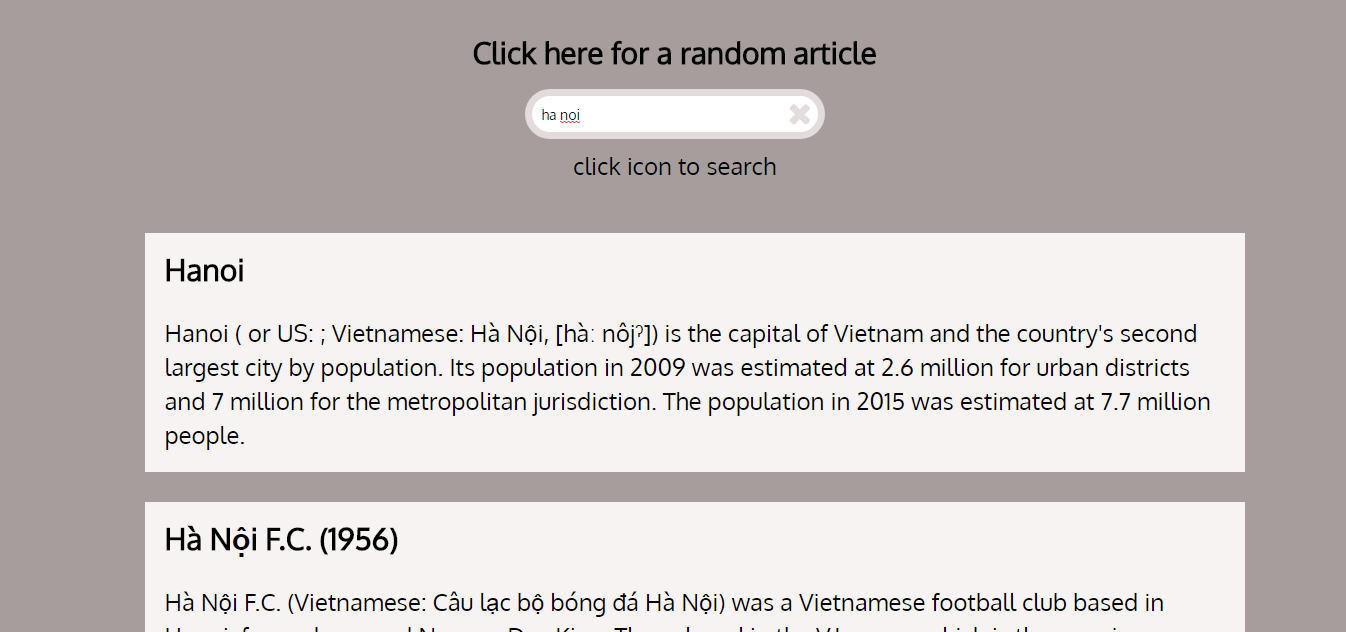 Click here for a random article
ha noi
click icon to search
Hanoi
Hanoi ( or US: ; Vietnamese: Hà Nội, [hàː nôjˀ]) is the capital of Vietnam and the country's second
largest city by population. Its population in 2009 was estimated at 2.6 million for urban districts
and 7 million for the metropolitan jurisdiction. The population in 2015 was estimated at 7.7 million
people.
Hà Nội F.C. (1956)
Hà Nội F.C. (Vietnamese: Câu lạc bộ bóng đá Hà Nội) was a Vietnamese football club based in